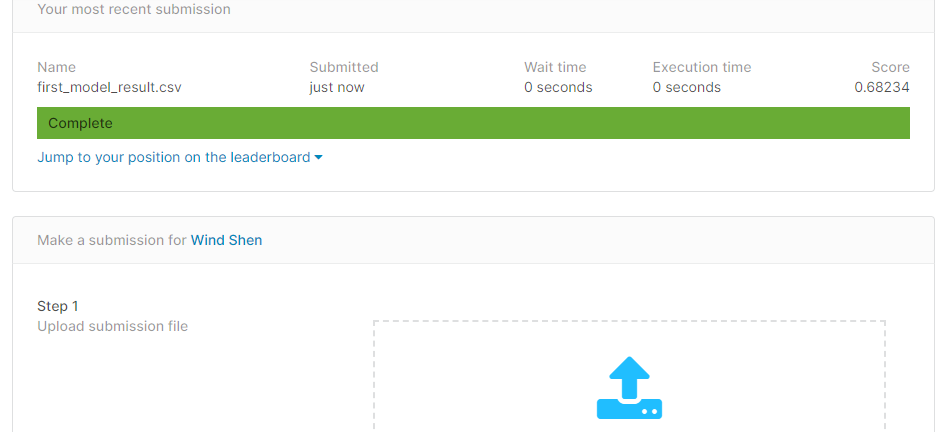 Your most recent submission
Name Submitted Wait time Execution time Score
first_model_result.csv just now 0 seconds 0 seconds 0.68234
Complete
Jump to your position on the leaderboard
Make a submission for Wind Shen
Step 1
Upload submission file